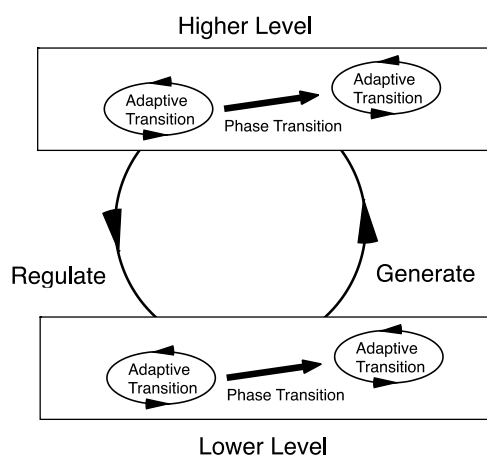 Higher Level
Adaptive
Transition
Adaptive
Transition
Phase Transition
Regulate
Generate
Adaptive
Transition
Adaptive
Transition
Phase Transition
Lower Level